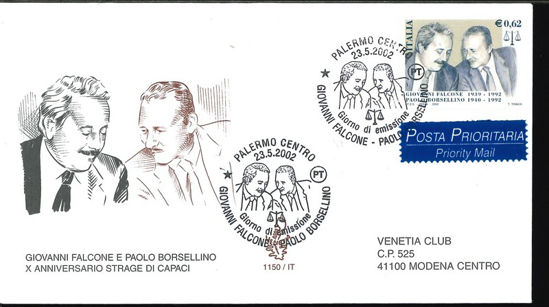 PALERMO CENTRO
23.5.2002
PT
Giorno di emissione
GIOVANNI FALCONE - PAOLO BORSELLINO
ITALIA
€ 0,62
GIOVANNI FALCONE 1939 - 1992
PAOLO BORSELLINO 1940 - 1992
POSTA PRIORITARIA
Priority Mail
PALERMO CENTRO
23.5.2002
PT
Giorno di emissione
GIOVANNI FALCONE - PAOLO BORSELLINO
GIOVANNI FALCONE E PAOLO BORSELLINO
X ANNIVERSARIO STRAGE DI CAPACI
1150 / IT
VENETIA CLUB
C.P. 525
41100 MODENA CENTRO